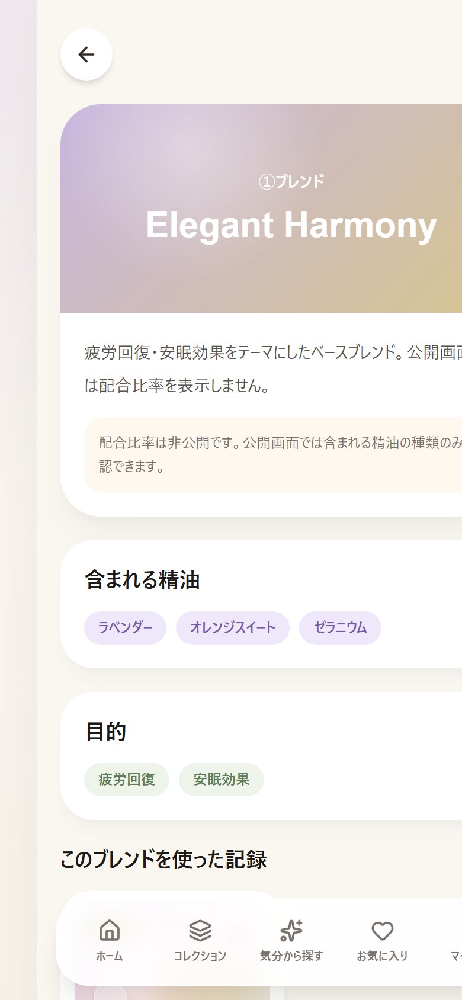 ①ブレンド
Elegant Harmony
疲労回復・安眠効果をテーマにしたベースブレンド。公開画
は配合比率を表示しません。
配合比率は非公開です。公開画面では含まれる精油の種類のみ
認できます。
含まれる精油
ラベンダー オレンジスイート ゼラニウム
目的
疲労回復 安眠効果
このブレンドを使った記録
ホーム コレクション 気分から探す お気に入り マ